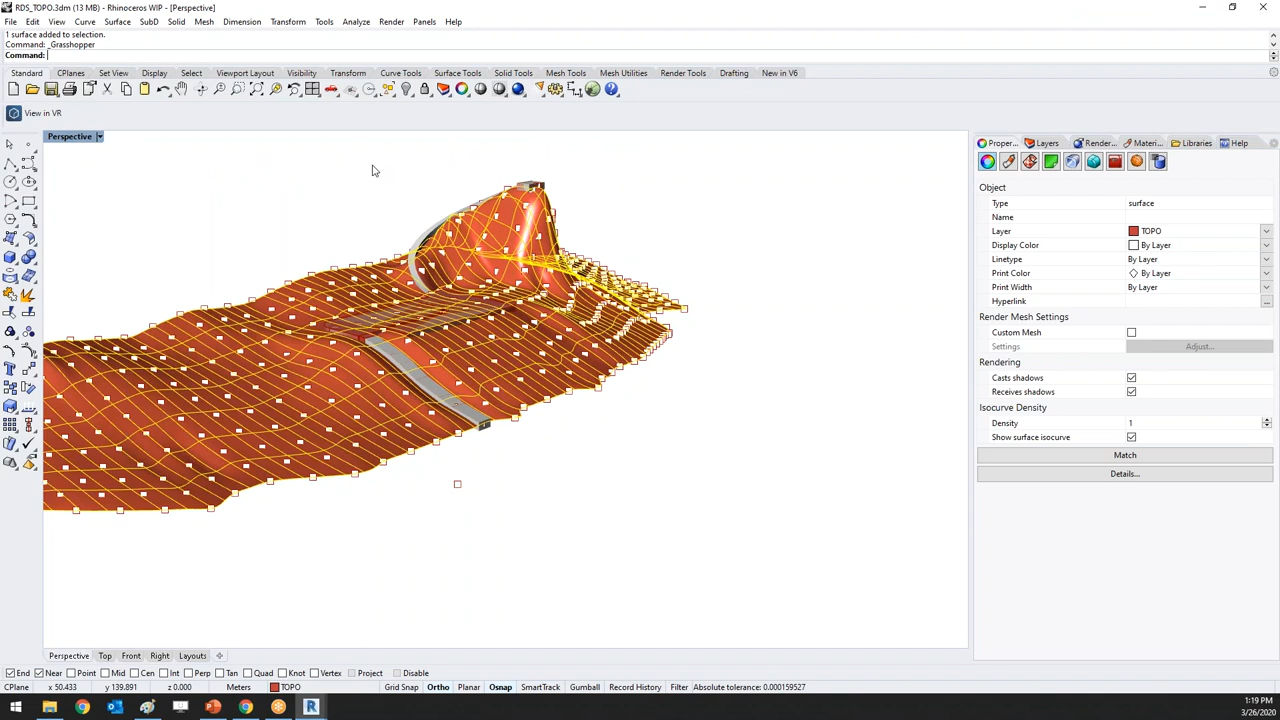 RDS_TOPO.3dm (13 MB) - Rhinoceros WIP - [Perspective]
File Edit View Curve Surface SubD Solid Mesh Dimension Transform Tools Analyze Render Panels Help
1 surface added to selection.
Command: _Grasshopper
Command:
Standard CPlanes Set View Display Select Viewport Layout Visibility Transform Curve Tools Surface Tools Solid Tools Mesh Tools Mesh Utilities Render Tools Drafting New in V6
View in VR
Perspective
Proper... Layers Render... Materi... Libraries Help
Object
Type surface
Name
Layer TOPO
Display Color By Layer
Linetype By Layer
Print Color By Layer
Print Width By Layer
Hyperlink ...
Render Mesh Settings
Custom Mesh
Settings Adjust...
Rendering
Casts shadows
Receives shadows
Isocurve Density
Density 1
Show surface isocurve
Match
Details...
Perspective Top Front Right Layouts
End Near Point Mid Cen Int Perp Tan Quad Knot Vertex Project Disable
CPlane x 50.433 y 139.891 z 0.000 Meters TOPO Grid Snap Ortho Planar Osnap SmartTrack Gumball Record History Filter Absolute tolerance: 0.000159527
1:19 PM
3/26/2020